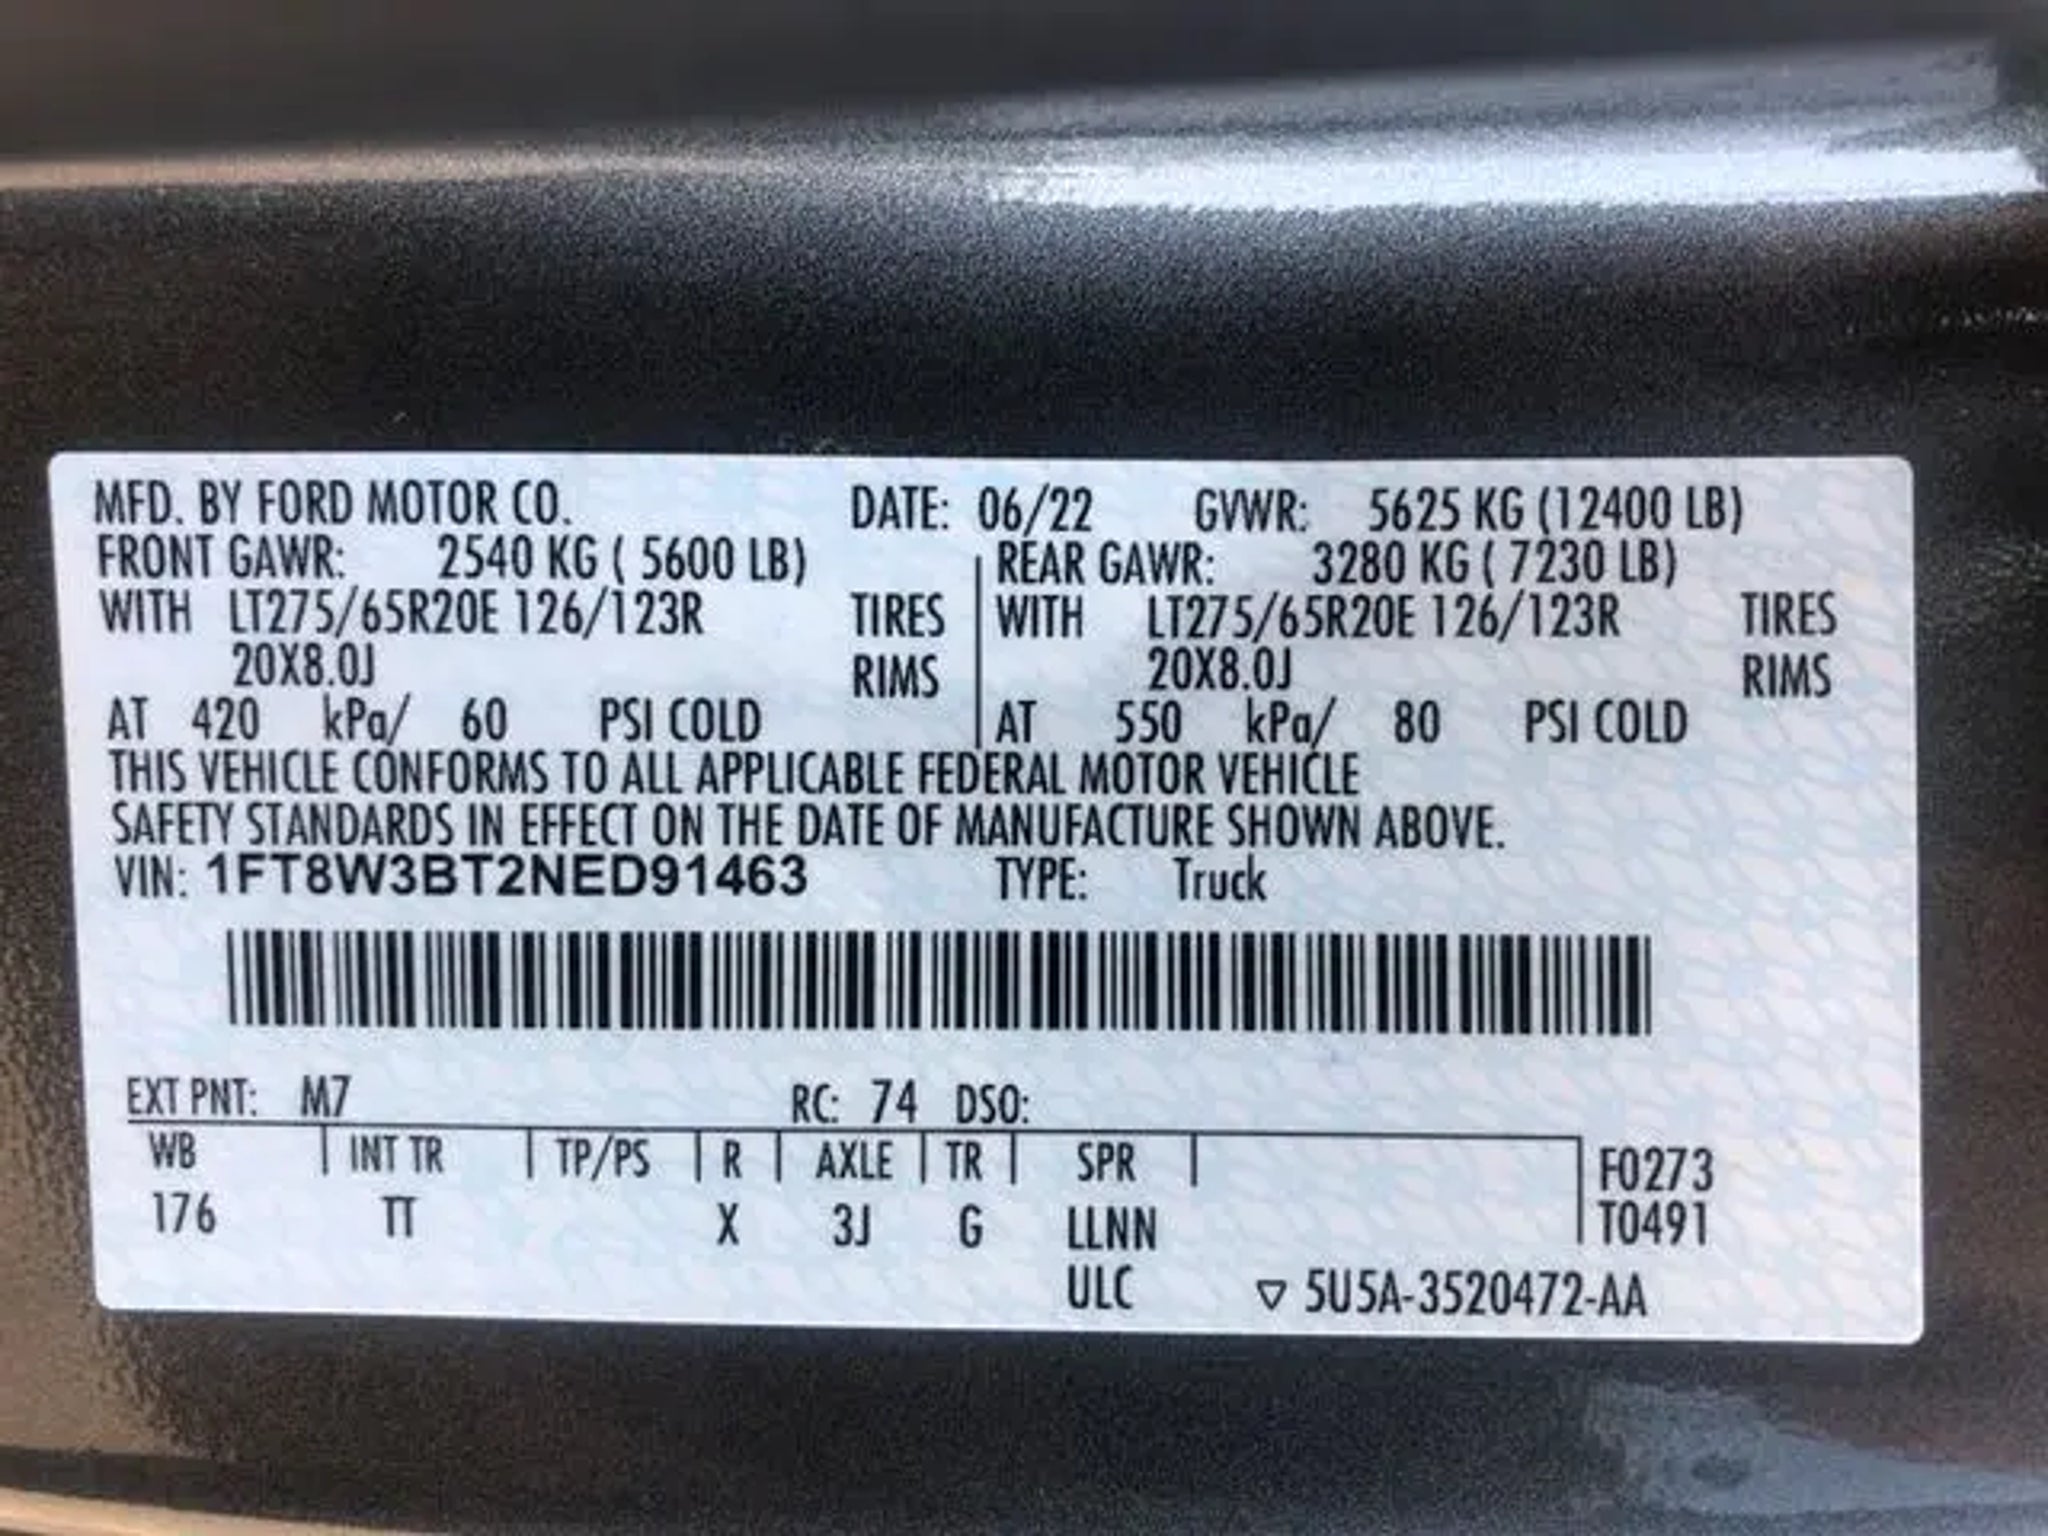 MFD. BY FORD MOTOR CO. DATE: 06/22 GVWR: 5625 KG (12400 LB)
FRONT GAWR: 2540 KG ( 5600 LB) REAR GAWR: 3280 KG ( 7230 LB)
WITH LT275/65R20E 126/123R TIRES WITH LT275/65R20E 126/123R TIRES
20X8.0J RIMS 20X8.0J RIMS
AT 420 kPa/ 60 PSI COLD AT 550 kPa/ 80 PSI COLD
THIS VEHICLE CONFORMS TO ALL APPLICABLE FEDERAL MOTOR VEHICLE
SAFETY STANDARDS IN EFFECT ON THE DATE OF MANUFACTURE SHOWN ABOVE.
VIN: 1FT8W3BT2NED91463 TYPE: Truck
EXT PNT: M7 RC: 74 DSO:
WB INT TR TP/PS R AXLE TR SPR F0273
176 TT X 3J G LLNN T0491
ULC ▽ 5U5A-3520472-AA